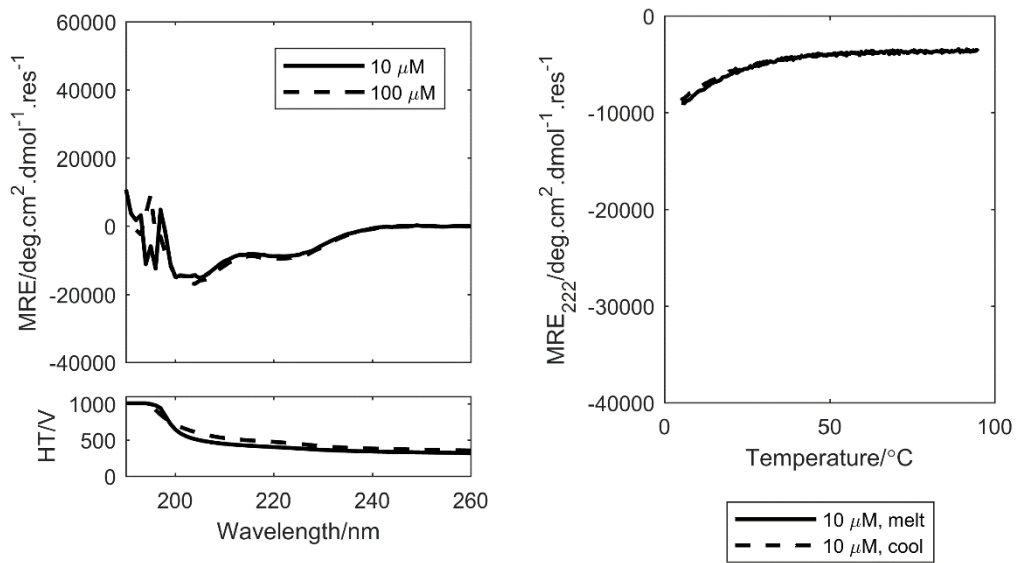 60000
40000
20000
0
-20000
-40000
MRE/deg.cm².dmol⁻¹.res⁻¹
10 μM
100 μM
1000
500
0
HT/V
200
220
240
260
Wavelength/nm
0
-10000
-20000
-30000
-40000
MRE₂₂₂/deg.cm².dmol⁻¹.res⁻¹
0
50
100
Temperature/°C
10 μM, melt
10 μM, cool